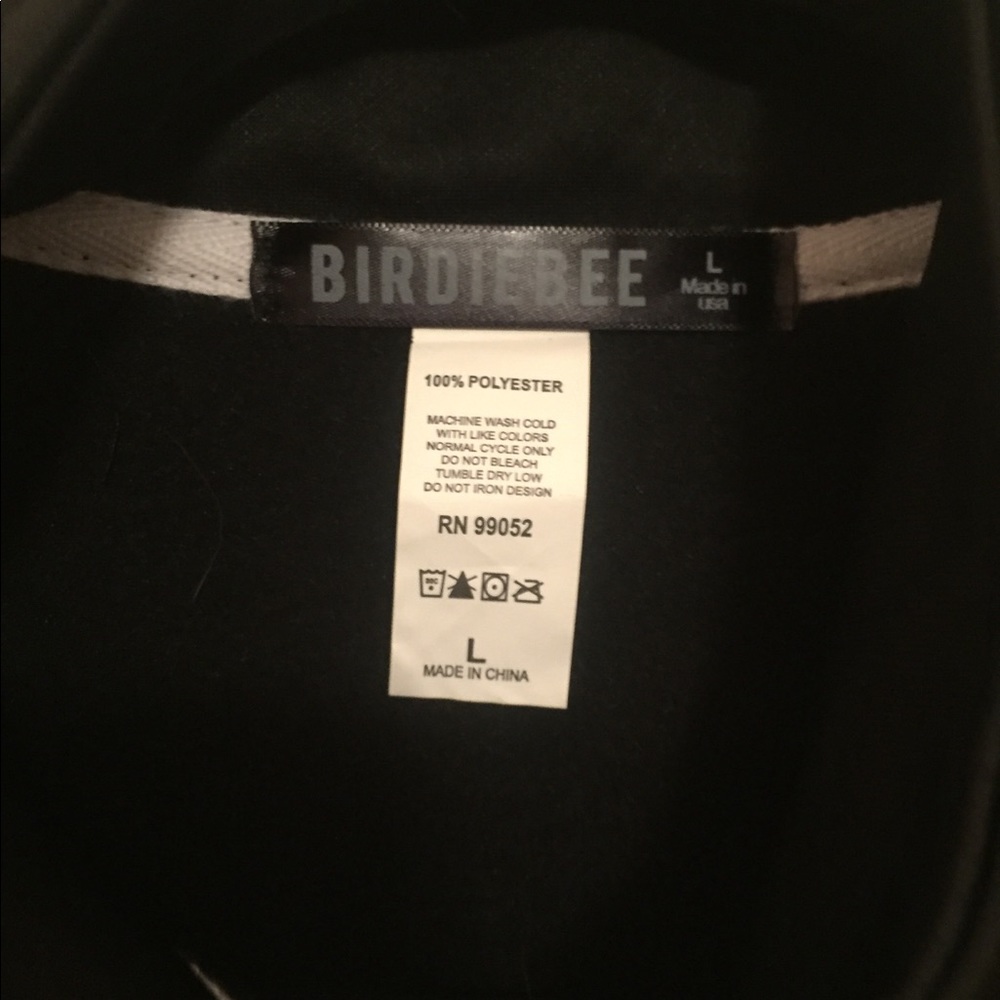 BIRDIEBEE
L
Made in
usa
100% POLYESTER
MACHINE WASH COLD
WITH LIKE COLORS
NORMAL CYCLE ONLY
DO NOT BLEACH
TUMBLE DRY LOW
DO NOT IRON DESIGN
RN 99052
L
MADE IN CHINA